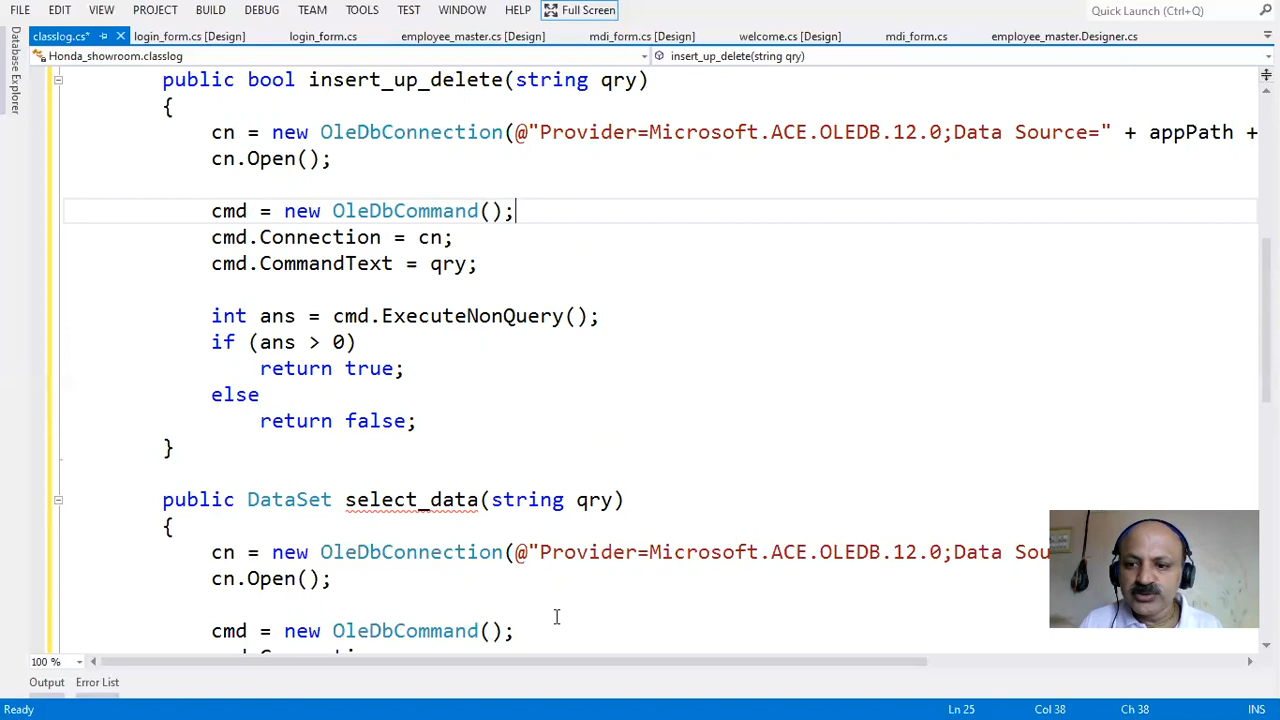 FILE EDIT VIEW PROJECT BUILD DEBUG TEAM TOOLS TEST WINDOW HELP Full Screen Quick Launch (Ctrl+Q)
classlog.cs* login_form.cs [Design] login_form.cs employee_master.cs [Design] mdi_form.cs [Design] welcome.cs [Design] mdi_form.cs employee_master.Designer.cs
Database Explorer
Honda_showroom.classlog insert_up_delete(string qry)
public bool insert_up_delete(string qry)
{
cn = new OleDbConnection(@"Provider=Microsoft.ACE.OLEDB.12.0;Data Source=" + appPath +
cn.Open();
cmd = new OleDbCommand();
cmd.Connection = cn;
cmd.CommandText = qry;
int ans = cmd.ExecuteNonQuery();
if (ans > 0)
return true;
else
return false;
}
public DataSet select_data(string qry)
{
cn = new OleDbConnection(@"Provider=Microsoft.ACE.OLEDB.12.0;Data Sou
cn.Open();
cmd = new OleDbCommand();
100 %
Output Error List
Ready Ln 25 Col 38 Ch 38 INS